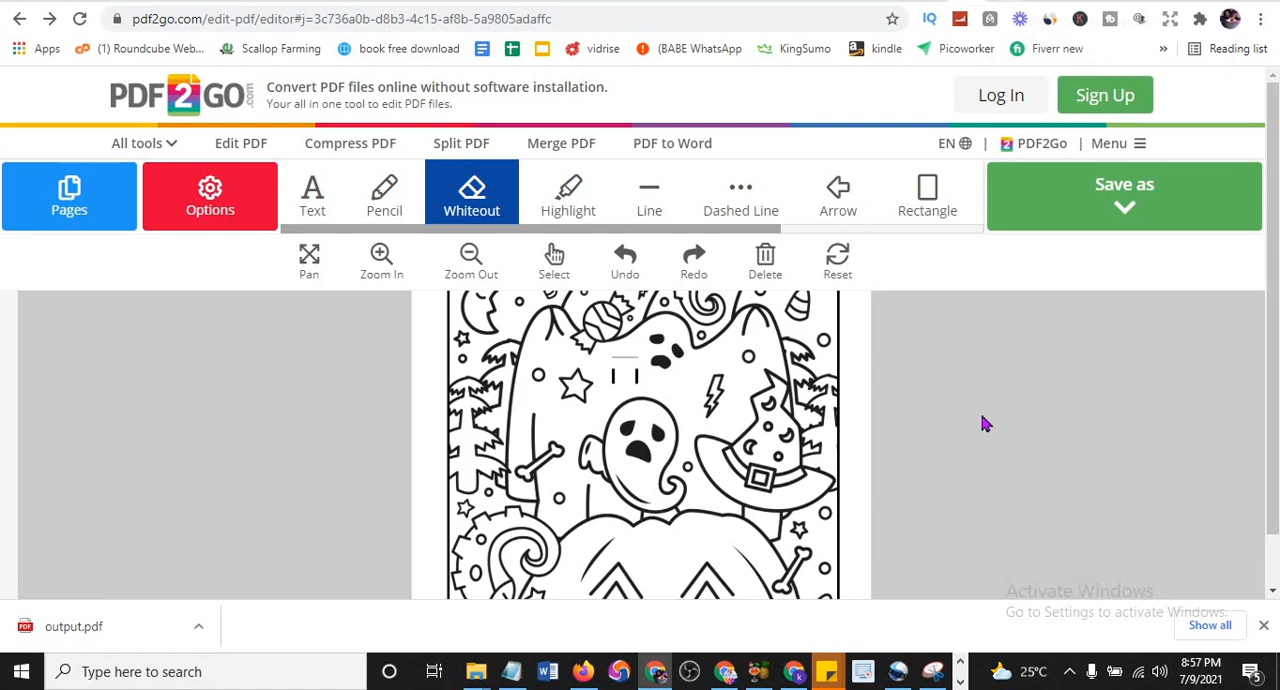 pdf2go.com/edit-pdf/editor#j=3c736a0b-d8b3-4c15-af8b-5a9805adaffc
Apps (1) Roundcube Web... Scallop Farming book free download vidrise (BABE WhatsApp KingSumo kindle Picoworker Fiverr new » Reading list
PDF2GO.com
Convert PDF files online without software installation.
Your all in one tool to edit PDF files.
Log In Sign Up
All tools Edit PDF Compress PDF Split PDF Merge PDF PDF to Word EN | PDF2Go | Menu
Pages Options Text Pencil Whiteout Highlight Line Dashed Line Arrow Rectangle Save as
Pan Zoom In Zoom Out Select Undo Redo Delete Reset
Activate Windows
Go to Settings to activate Windows.
output.pdf Show all
Type here to search 25°C 8:57 PM
7/9/2021 5